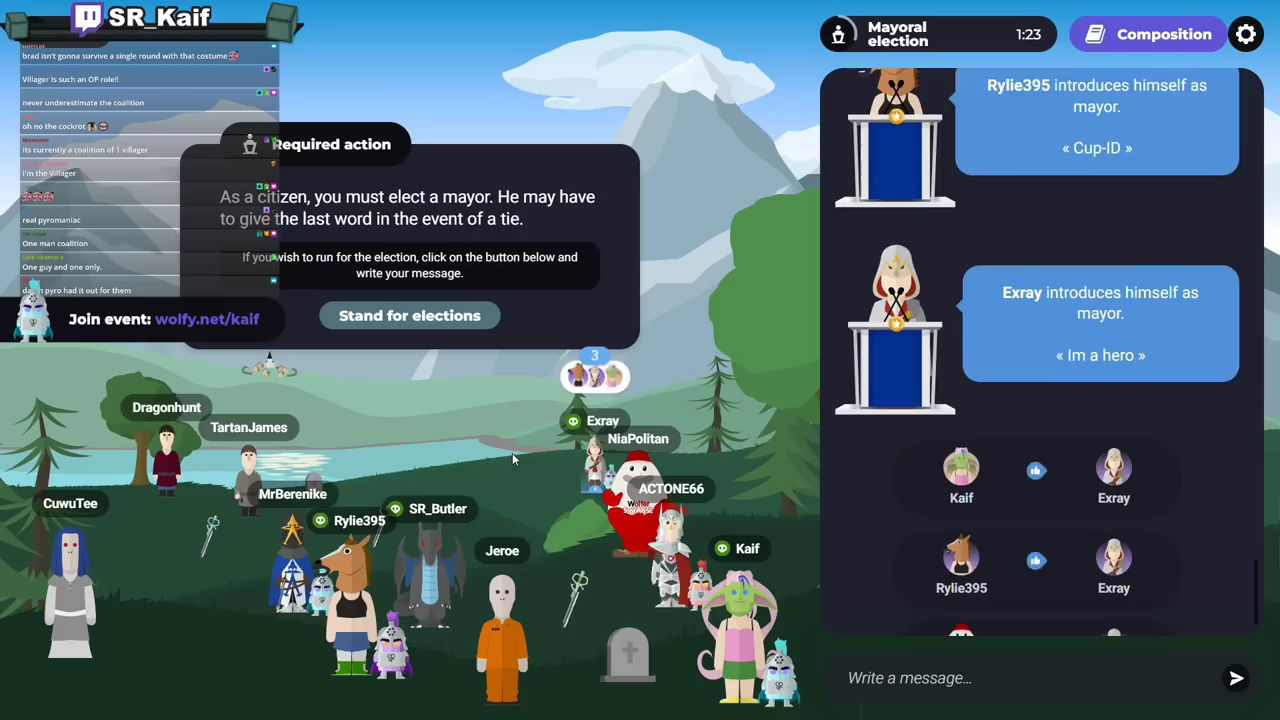 SR_Kaif
brad isn't gonna survive a single round with that costume
Villager is such an OP role!!
never underestimate the coalition
oh no the cockrot
Its currently a coalition of 1 villager
I'm the Villager
real pyromaniac
One man coalition
One guy and one only.
damn pyro had it out for them
Join event: wolfy.net/kaif
Required action
As a citizen, you must elect a mayor. He may have
to give the last word in the event of a tie.
If you wish to run for the election, click on the button below and
write your message.
Stand for elections
3
Dragonhunt
TartanJames
CuwuTee
MrBerenike
Rylie395
SR_Butler
Jeroe
Exray
NiaPolitan
Wolfer
ACTONE66
Kaif
Mayoral
election
1:23
Composition
Rylie395 introduces himself as
mayor.
« Cup-ID »
Exray introduces himself as
mayor.
« Im a hero »
Kaif
Exray
Rylie395
Exray
Write a message...